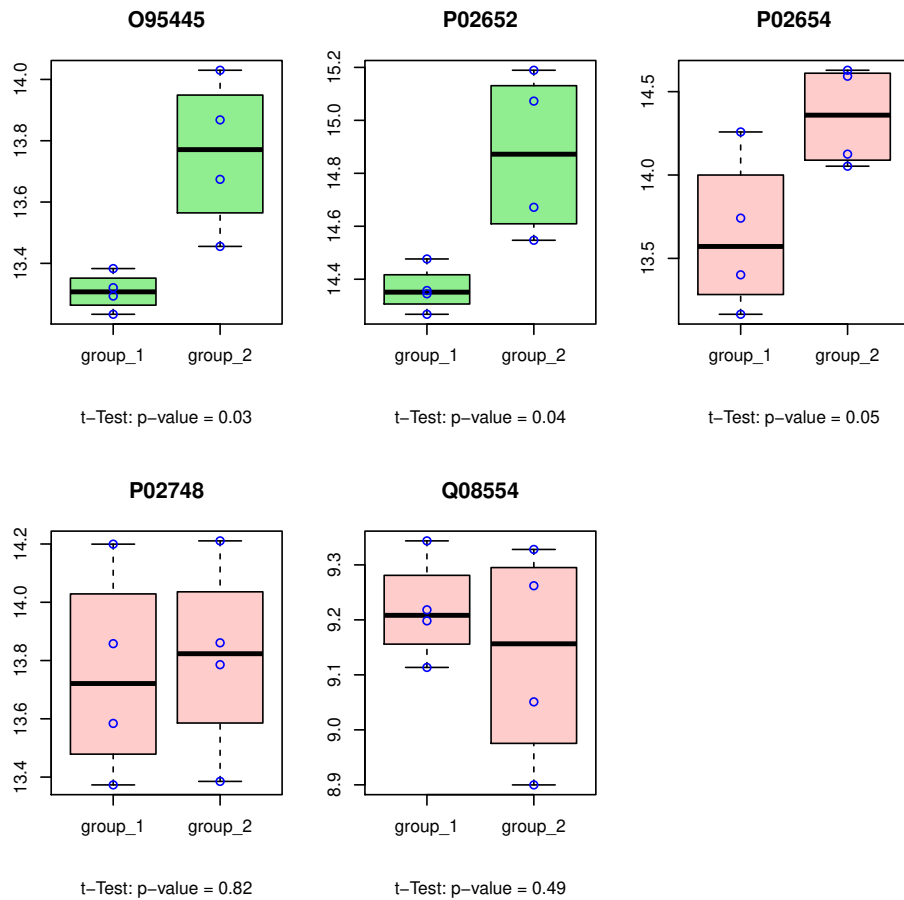 O95445
14.0
13.8
13.6
13.4
group_1
group_2
t−Test: p−value = 0.03
P02652
15.2
15.0
14.8
14.6
14.4
group_1
group_2
t−Test: p−value = 0.04
P02654
14.5
14.0
13.5
group_1
group_2
t−Test: p−value = 0.05
P02748
14.2
14.0
13.8
13.6
13.4
group_1
group_2
t−Test: p−value = 0.82
Q08554
9.3
9.2
9.1
9.0
8.9
group_1
group_2
t−Test: p−value = 0.49